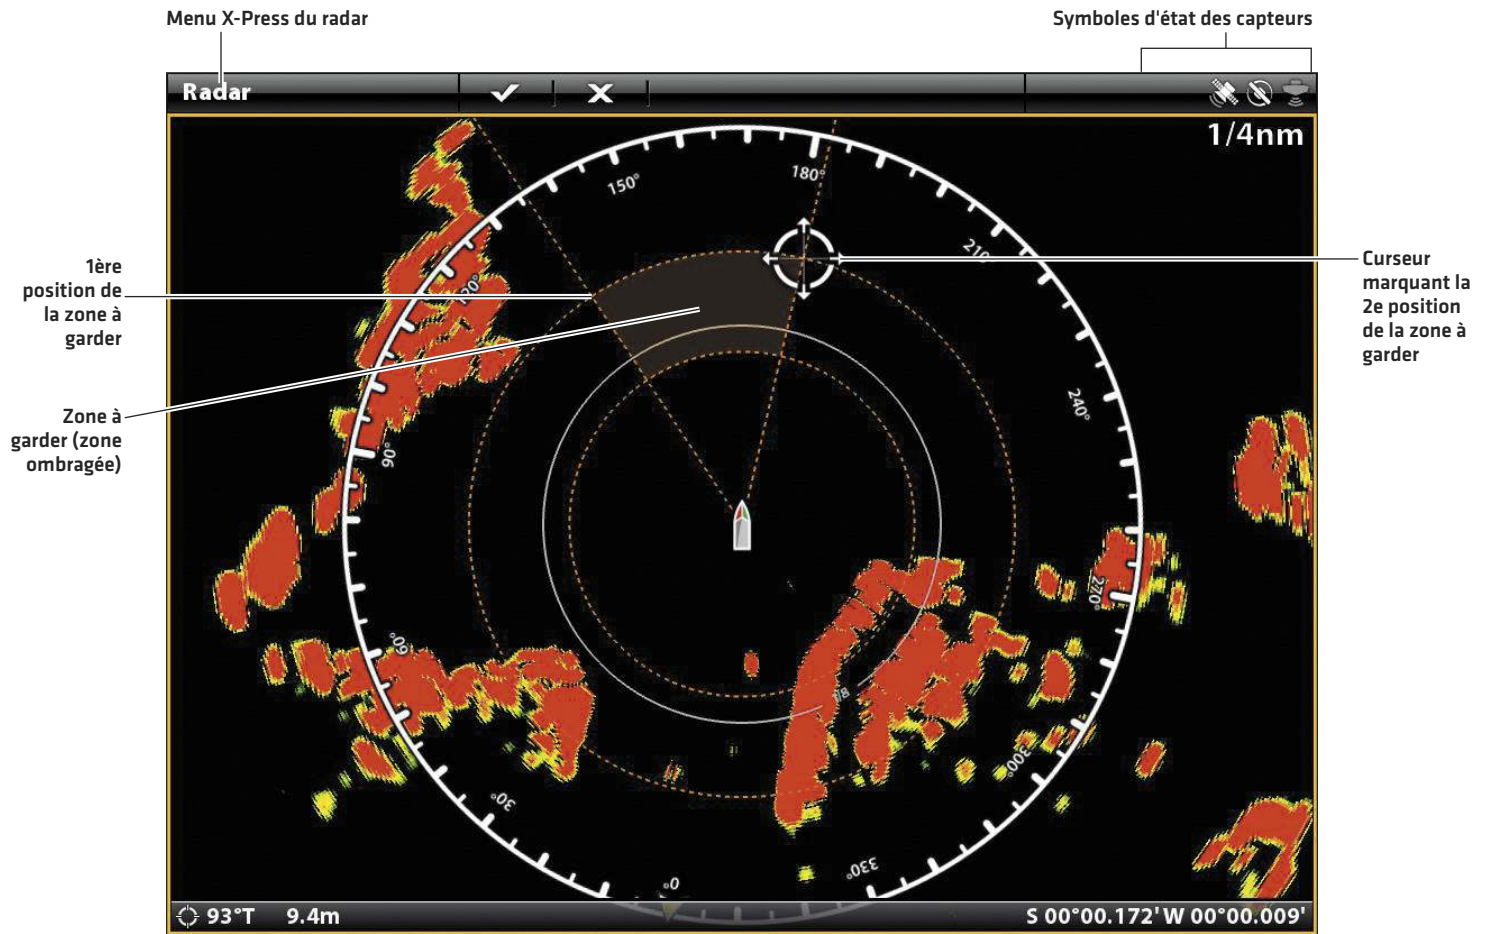 Menu X-Press du radar
Symboles d'état des capteurs
Radar
1/4nm
180°
150°
210°
1ère
position de
la zone à
garder
120°
Curseur
marquant la
2e position
de la zone à
garder
240°
Zone à
garder (zone
ombragée)
90°
270°
60°
300°
30°
330°
0°
93°T 9.4m
S 00°00.172' W 00°00.009'